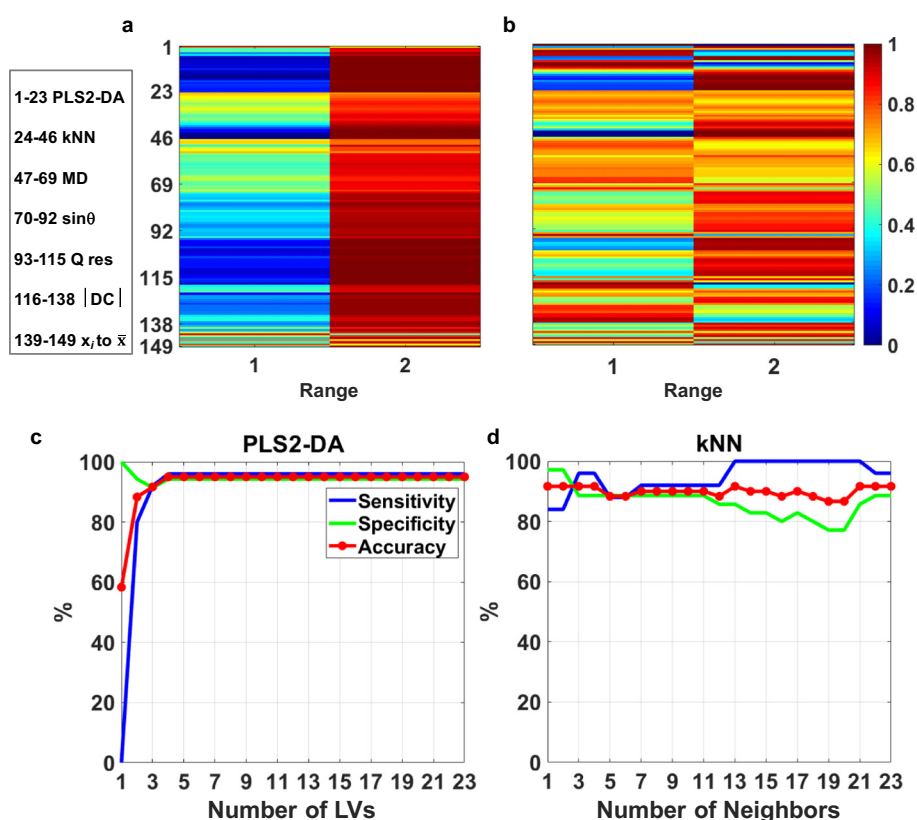 a
b
1-23 PLS2-DA
24-46 kNN
47-69 MD
70-92 sinθ
93-115 Q res
116-138 |DC|
139-149 xᵢ to x̄
1
23
46
69
92
115
138
149
1
2
Range
1
2
Range
1
0.8
0.6
0.4
0.2
0
c
PLS2-DA
100
80
60
40
20
0
%
Sensitivity
Specificity
Accuracy
1 3 5 7 9 11 13 15 17 19 21 23
Number of LVs
d
kNN
100
80
60
40
20
0
%
1 3 5 7 9 11 13 15 17 19 21 23
Number of Neighbors